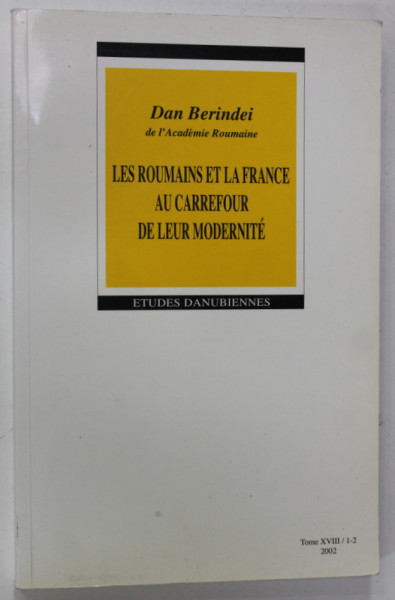 Dan Berindei
de l'Académie Roumaine
LES ROUMAINS ET LA FRANCE
AU CARREFOUR
DE LEUR MODERNITÉ
ETUDES DANUBIENNES
Tome XVIII / 1-2
2002